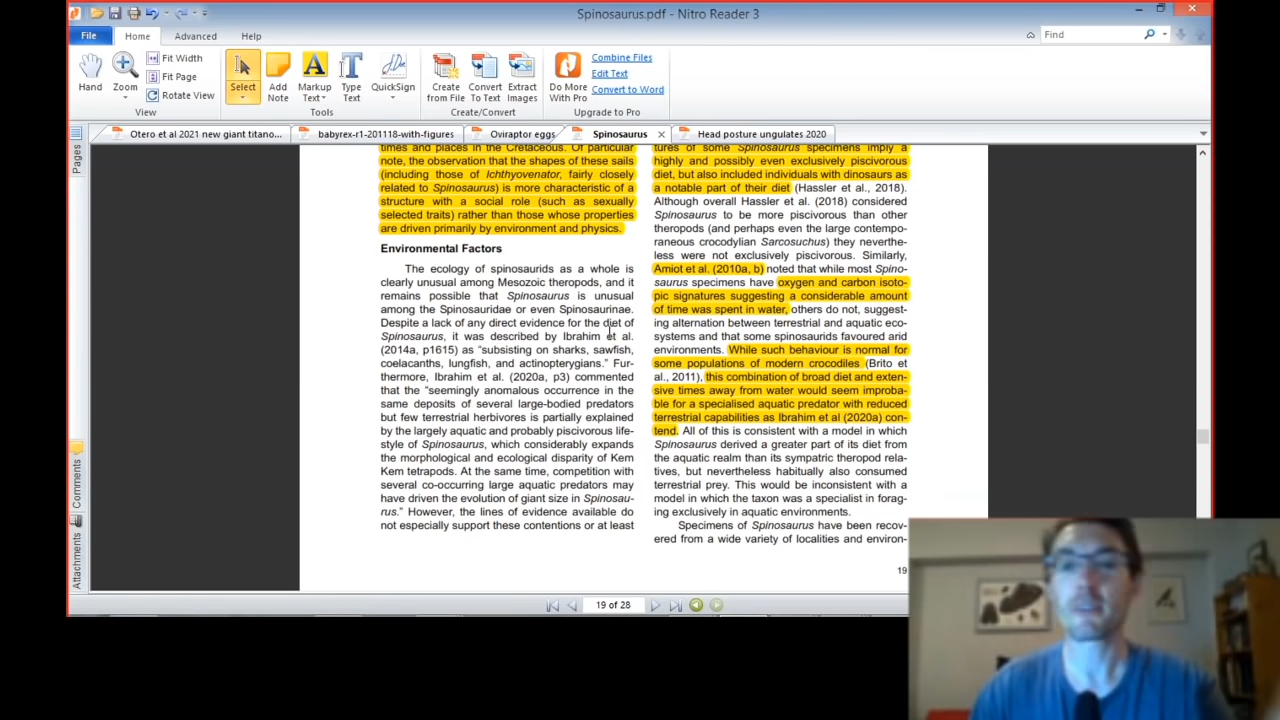 Spinosaurus.pdf - Nitro Reader 3
File Home Advanced Help
Find
Hand
Zoom
Fit Width
Fit Page
Rotate View
View
Select
Add Note
Markup Text
Type Text
QuickSign
Tools
Create from File
Convert To Text
Extract Images
Create/Convert
Do More With Pro
Combine Files
Edit Text
Convert to Word
Upgrade to Pro
Otero et al 2021 new giant titano...
babyrex-r1-201118-with-figures
Oviraptor eggs
Spinosaurus
Head posture ungulates 2020
Pages
Comments
Attachments
times and places in the Cretaceous. Of particular
note, the observation that the shapes of these sails
(including those of Ichthyovenator, fairly closely
related to Spinosaurus) is more characteristic of a
structure with a social role (such as sexually
selected traits) rather than those whose properties
are driven primarily by environment and physics.
Environmental Factors
The ecology of spinosaurids as a whole is
clearly unusual among Mesozoic theropods, and it
remains possible that Spinosaurus is unusual
among the Spinosauridae or even Spinosaurinae.
Despite a lack of any direct evidence for the diet of
Spinosaurus, it was described by Ibrahim et al.
(2014a, p1615) as “subsisting on sharks, sawfish,
coelacanths, lungfish, and actinopterygians.” Fur-
thermore, Ibrahim et al. (2020a, p3) commented
that the “seemingly anomalous occurrence in the
same deposits of several large-bodied predators
but few terrestrial herbivores is partially explained
by the largely aquatic and probably piscivorous life-
style of Spinosaurus, which considerably expands
the morphological and ecological disparity of Kem
Kem tetrapods. At the same time, competition with
several co-occurring large aquatic predators may
have driven the evolution of giant size in Spinosau-
rus.” However, the lines of evidence available do
not especially support these contentions or at least
tures of some Spinosaurus specimens imply a
highly and possibly even exclusively piscivorous
diet, but also included individuals with dinosaurs as
a notable part of their diet (Hassler et al., 2018).
Although overall Hassler et al. (2018) considered
Spinosaurus to be more piscivorous than other
theropods (and perhaps even the large contempo-
raneous crocodylian Sarcosuchus) they neverthe-
less were not exclusively piscivorous. Similarly,
Amiot et al. (2010a, b) noted that while most Spino-
saurus specimens have oxygen and carbon isoto-
pic signatures suggesting a considerable amount
of time was spent in water, others do not, suggest-
ing alternation between terrestrial and aquatic eco-
systems and that some spinosaurids favoured arid
environments. While such behaviour is normal for
some populations of modern crocodiles (Brito et
al., 2011), this combination of broad diet and exten-
sive times away from water would seem improba-
ble for a specialised aquatic predator with reduced
terrestrial capabilities as Ibrahim et al (2020a) con-
tend. All of this is consistent with a model in which
Spinosaurus derived a greater part of its diet from
the aquatic realm than its sympatric theropod rela-
tives, but nevertheless habitually also consumed
terrestrial prey. This would be inconsistent with a
model in which the taxon was a specialist in forag-
ing exclusively in aquatic environments.
Specimens of Spinosaurus have been recov-
ered from a wide variety of localities and environ-
19
19 of 28